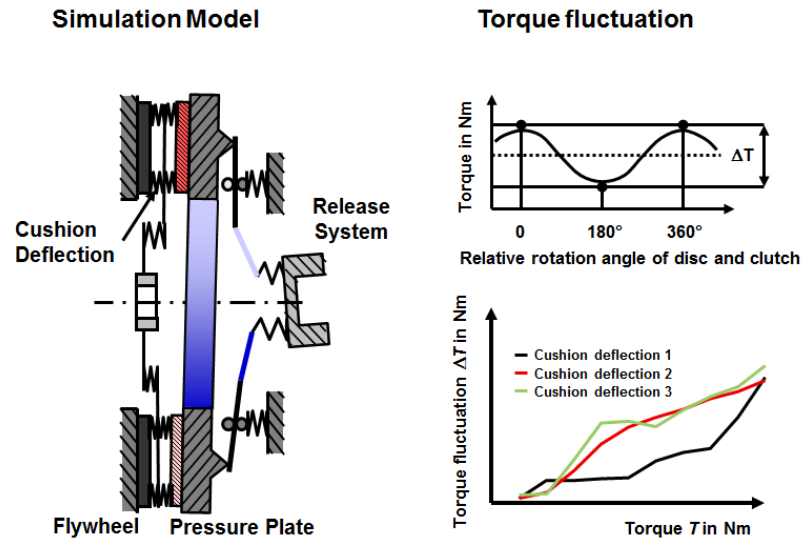 Simulation Model
Cushion
Deflection
Release
System
Flywheel
Pressure Plate
Torque fluctuation
Torque in Nm
ΔT
0
180°
360°
Relative rotation angle of disc and clutch
Torque fluctuation ΔT in Nm
Cushion deflection 1
Cushion deflection 2
Cushion deflection 3
Torque T in Nm